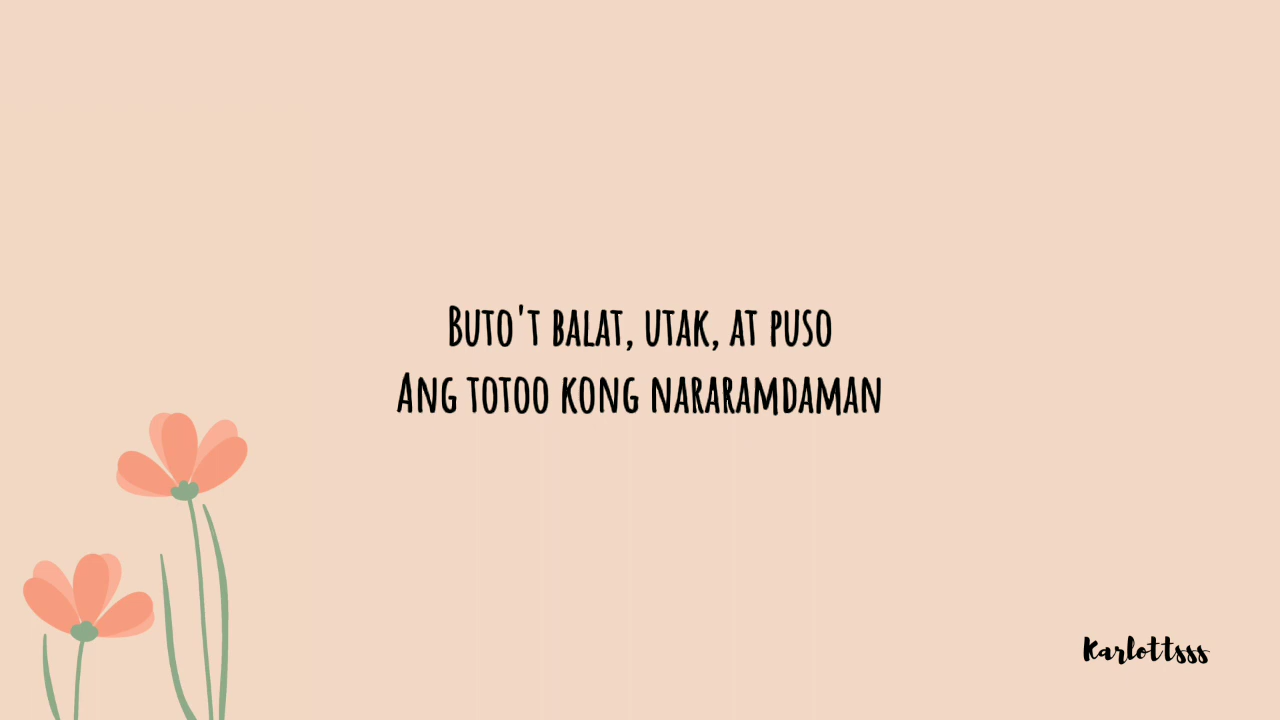 Buto't balat, utak, at puso
Ang totoo kong nararamdaman
Karlottsss